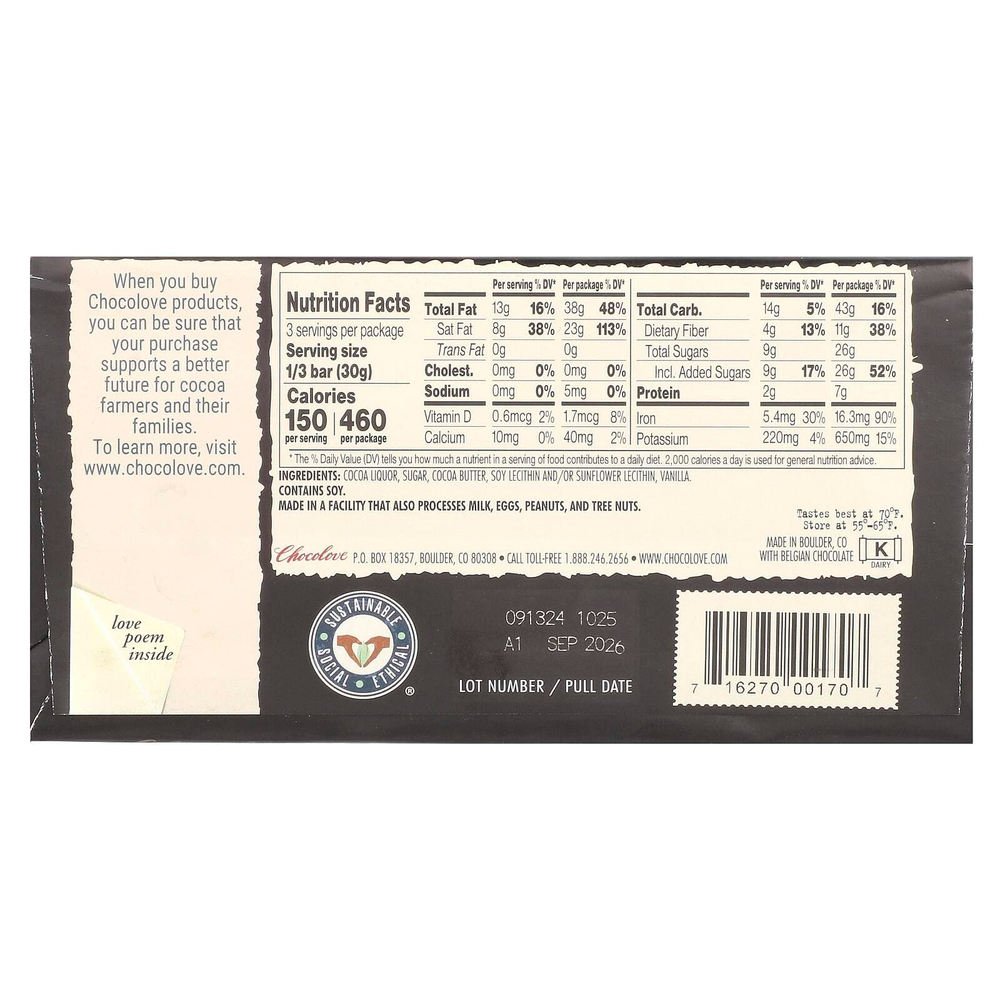 When you buy
Chocolove products,
you can be sure that
your purchase
supports a better
future for cocoa
farmers and their
families.
To learn more, visit
www.chocolove.com.
love
poem
inside
Nutrition Facts
3 servings per package
Serving size
1/3 bar (30g)
Calories
150 460
per serving per package
Per serving % DV* Per package % DV*
Total Fat 13g 16% 38g 48%
Sat Fat 8g 38% 23g 113%
Trans Fat 0g 0g
Cholest. 0mg 0% 0mg 0%
Sodium 0mg 0% 5mg 0%
Vitamin D 0.6mcg 2% 1.7mcg 8%
Calcium 10mg 0% 40mg 2%
Per serving % DV* Per package % DV*
Total Carb. 14g 5% 43g 16%
Dietary Fiber 4g 13% 11g 38%
Total Sugars 9g 26g
Incl. Added Sugars 9g 17% 26g 52%
Protein 2g 7g
Iron 5.4mg 30% 16.3mg 90%
Potassium 220mg 4% 650mg 15%
*The % Daily Value (DV) tells you how much a nutrient in a serving of food contributes to a daily diet. 2,000 calories a day is used for general nutrition advice.
INGREDIENTS: COCOA LIQUOR, SUGAR, COCOA BUTTER, SOY LECITHIN AND/OR SUNFLOWER LECITHIN, VANILLA.
CONTAINS SOY.
MADE IN A FACILITY THAT ALSO PROCESSES MILK, EGGS, PEANUTS, AND TREE NUTS.
Tastes best at 70°F.
Store at 55°-65°F.
Chocolove P.O. BOX 18357, BOULDER, CO 80308 • CALL TOLL-FREE 1.888.246.2656 • WWW.CHOCOLOVE.COM
MADE IN BOULDER, CO
WITH BELGIAN CHOCOLATE
K
DAIRY
SUSTAINABLE • SOCIAL • ETHICAL •
®
091324 1025
A1 SEP 2026
LOT NUMBER / PULL DATE
7 16270 00170 7